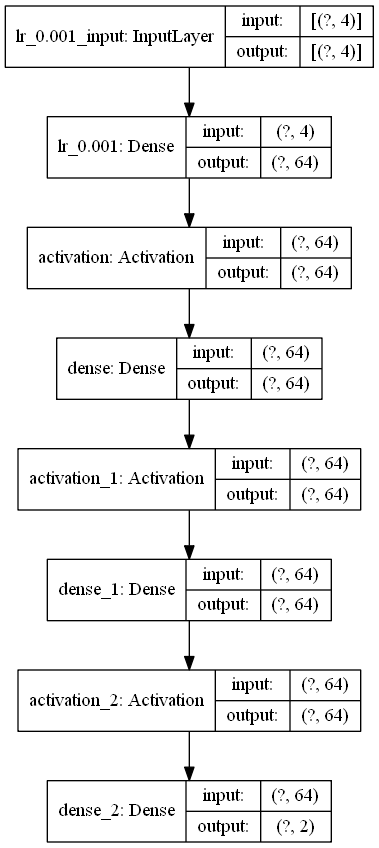 lr_0.001_input: InputLayer
input: [(?, 4)]
output: [(?, 4)]
lr_0.001: Dense
input: (?, 4)
output: (?, 64)
activation: Activation
input: (?, 64)
output: (?, 64)
dense: Dense
input: (?, 64)
output: (?, 64)
activation_1: Activation
input: (?, 64)
output: (?, 64)
dense_1: Dense
input: (?, 64)
output: (?, 64)
activation_2: Activation
input: (?, 64)
output: (?, 64)
dense_2: Dense
input: (?, 64)
output: (?, 2)